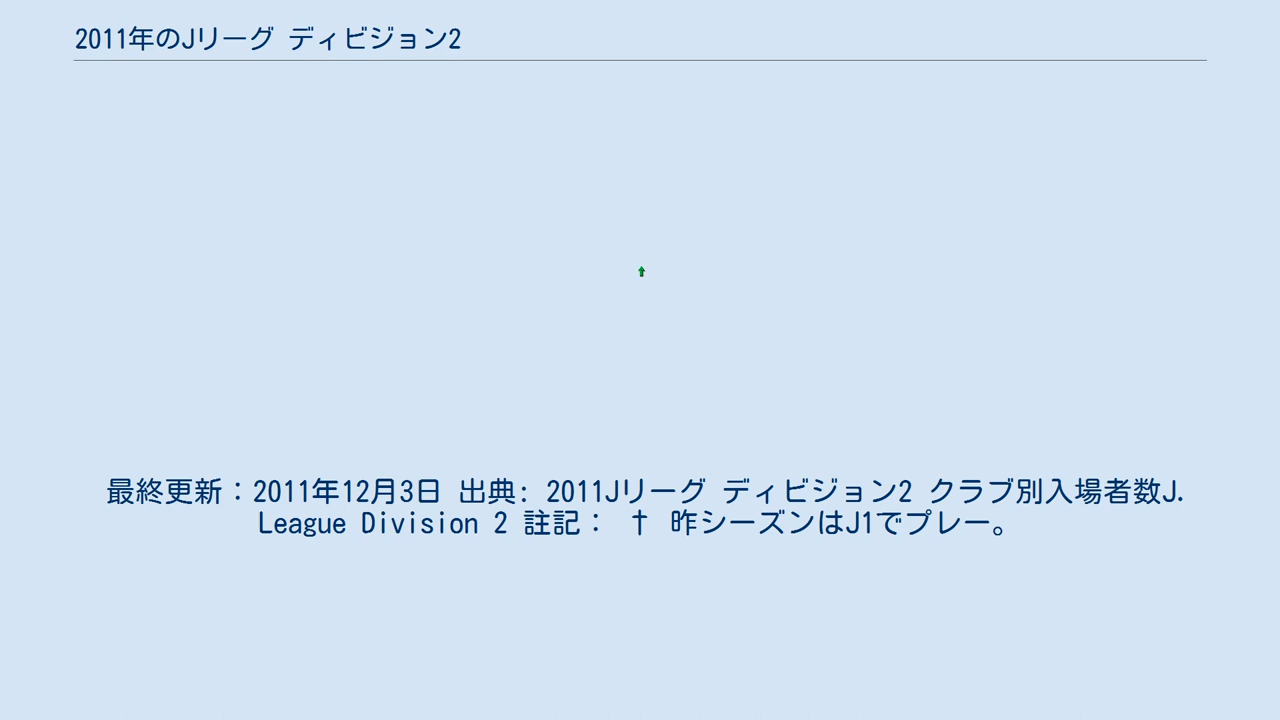 2011年のJリーグ ディビジョン2
最終更新：2011年12月3日 出典: 2011Jリーグ ディビジョン2 クラブ別入場者数J.
League Division 2 註記： † 昨シーズンはJ1でプレー。